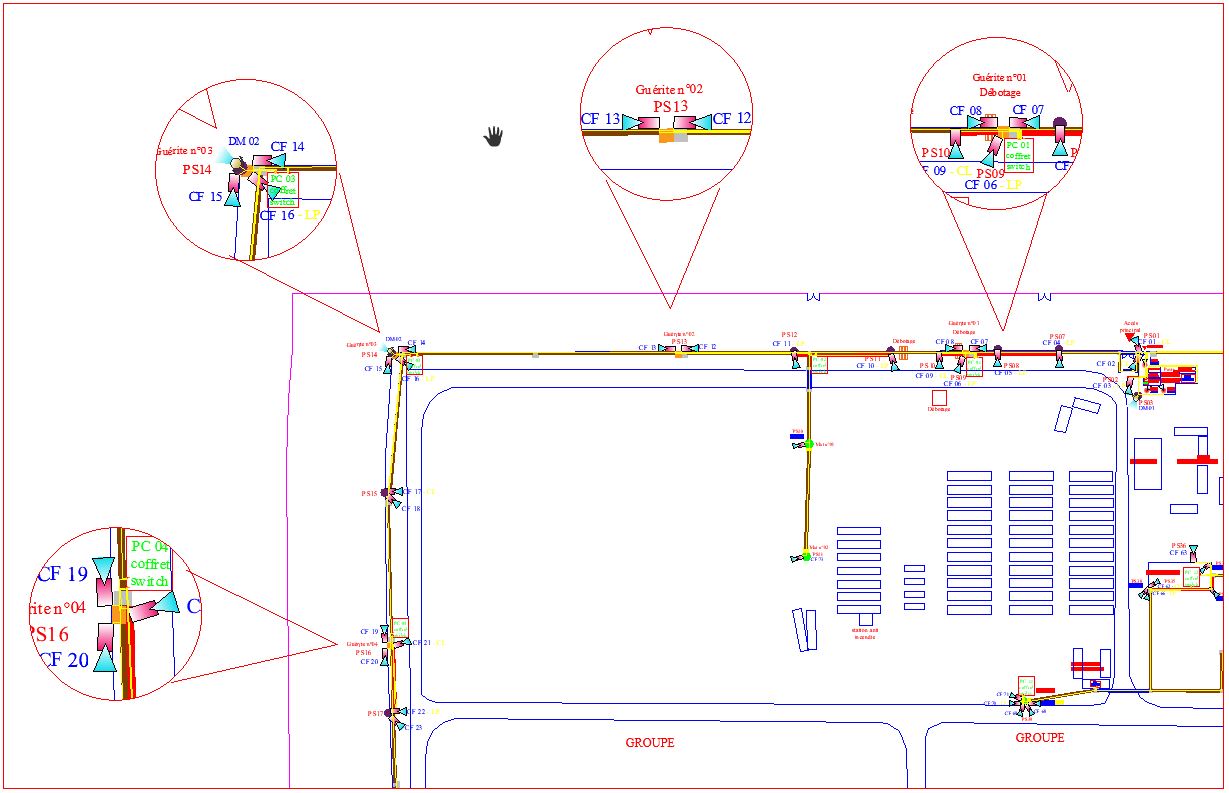 Guérite n°02
PS13
CF 13
CF 12
Guérite n°01
Débotage
CF 08
CF 07
PS10
PC 01
coffret
switch
PS09
CF 09 - CL
CF 06 - LP
DM 02
CF 14
Guérite n°03
PS14
PC 03
coffret
switch
CF 15
CF 16 - LP
PC 04
coffret
switch
CF 19
n°04
PS16
CF 20
Guérite n°03
DM02
CF 14
PS14
CF 15
CF 16
Guérite n°02
PS13
CF 13
CF 12
PS12
CF 11
PS11
CF 10
Débotage
Guérite n°01
Débotage
CF 08
CF 07
PS10
PS09
CF 09
CF 06
PS08
CF 05
PS07
CF 04
Accès
principal
PS01
CF 01
CF 02
PS02
CF 03
PS03
DM01
Débotage
PS15
CF 17
CF 18
CF 19
Guérite n°04
CF 21
PS16
CF 20
PS17
CF 22
CF 23
station anti
incendie
PS36
CF 63
GROUPE
GROUPE